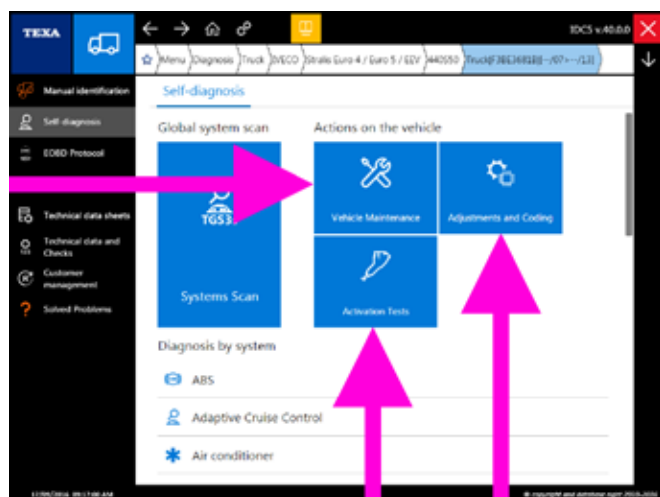 TEXA
IDC5 v.40.0.0
Menu Diagnosis Truck IVECO Stralis Euro 4 / Euro 5 / EEV 440S50
Manual identification
Self-diagnosis
EOBD Protocol
Technical data sheets
Technical data and
Checks
Customer
management
Solved Problems
Self-diagnosis
Global system scan
Actions on the vehicle
TGS3
Systems Scan
Vehicle Maintenance
Adjustments and Coding
Activation Tests
Diagnosis by system
ABS
Adaptive Cruise Control
Air conditioner